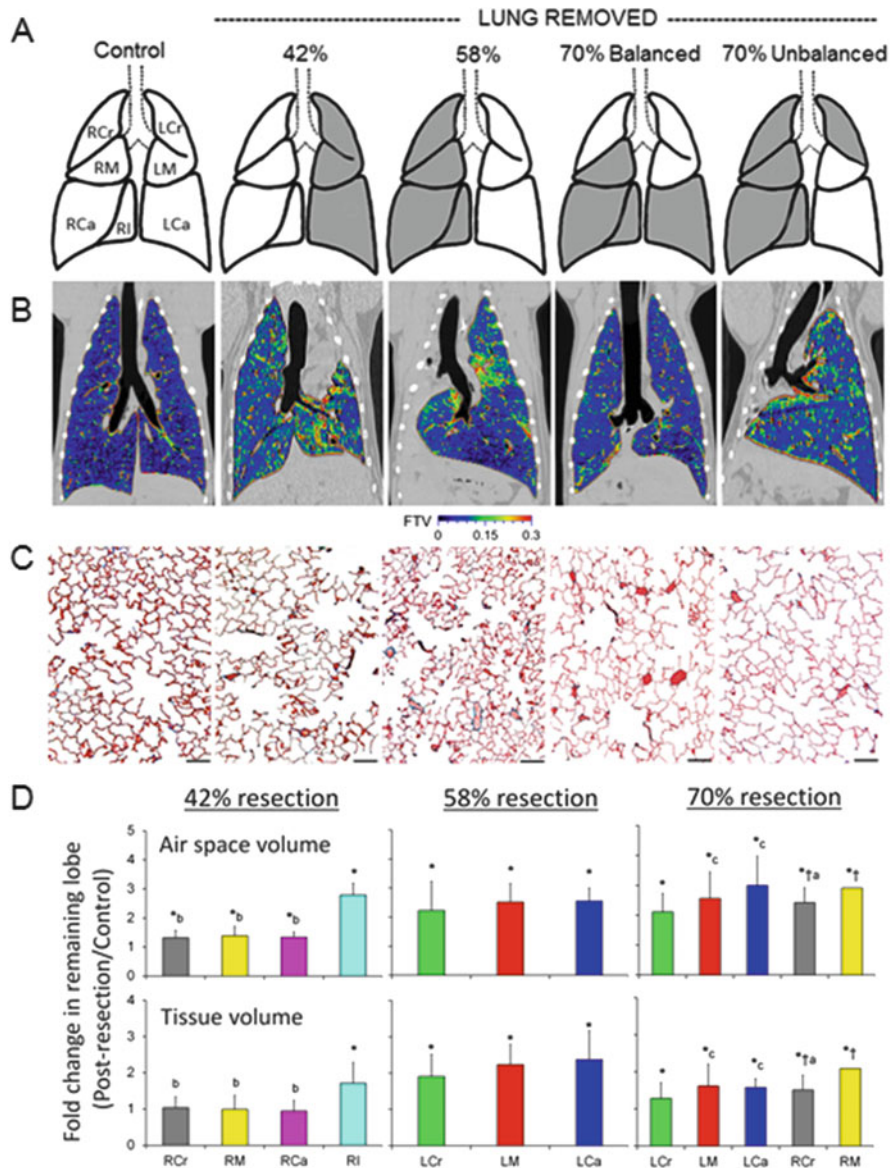 LUNG REMOVED
A
Control
42%
58%
70% Balanced
70% Unbalanced
RCr
LCr
RM
LM
RCa
RI
LCa
B
FTV
0
0.15
0.3
C
D
42% resection
58% resection
70% resection
Fold change in remaining lobe
(Post-resection/Control)
Air space volume
5
4
3
2
1
0
*b
*b
*b
*
*
*
*
*
*c
*c
*†a
*†
Tissue volume
4
3
2
1
0
b
b
b
*
*
*
*
*
*c
*c
*†a
*†
RCr
RM
RCa
RI
LCr
LM
LCa
LCr
LM
LCa
RCr
RM